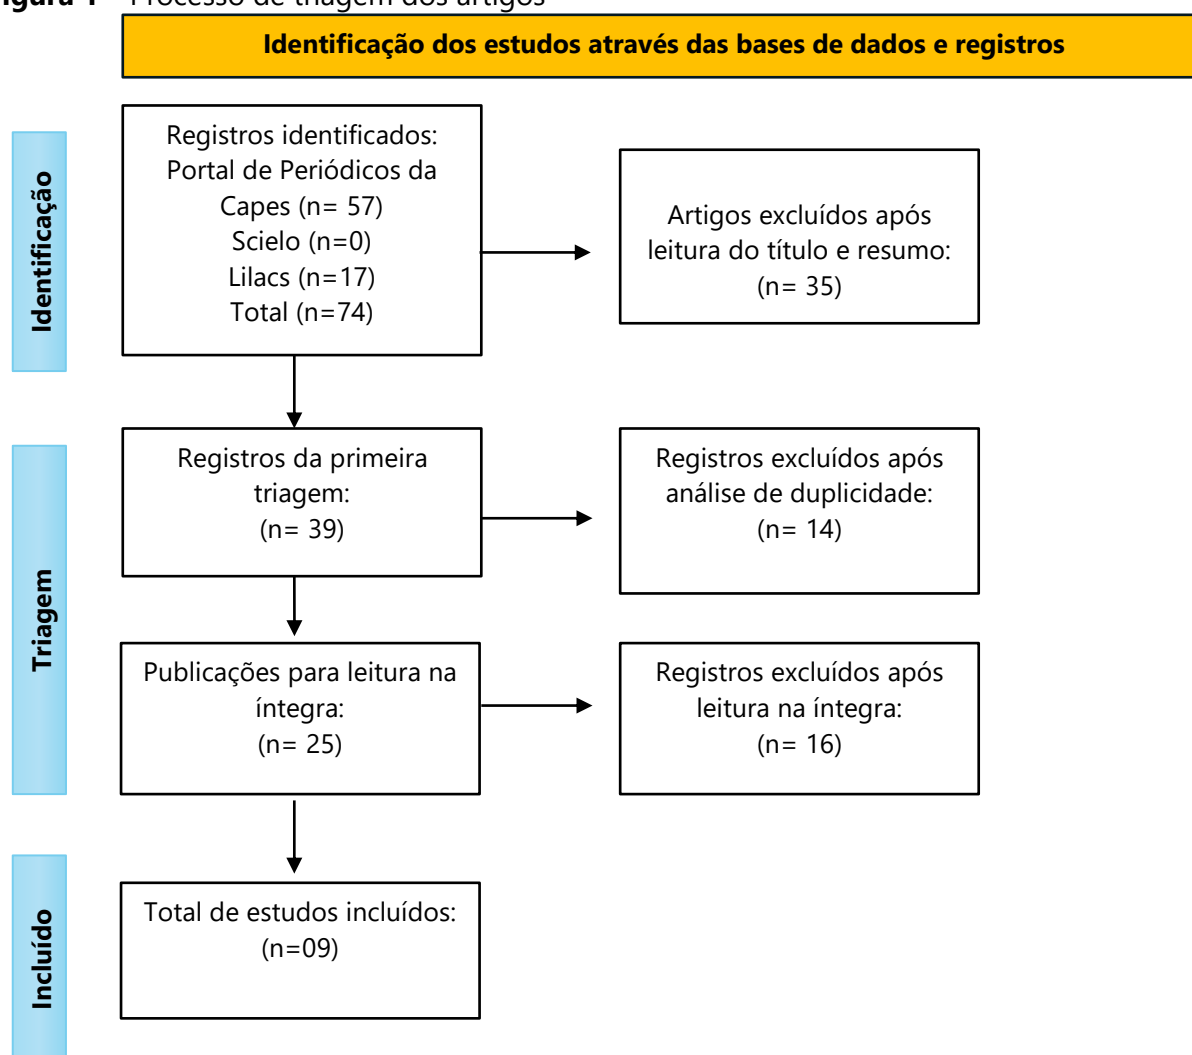 Processo de triagem dos artigos
Identificação dos estudos através das bases de dados e registros
Identificação
Registros identificados:
Portal de Periódicos da
Capes (n= 57)
Scielo (n=0)
Lilacs (n=17)
Total (n=74)
Artigos excluídos após
leitura do título e resumo:
(n= 35)
Triagem
Registros da primeira
triagem:
(n= 39)
Registros excluídos após
análise de duplicidade:
(n= 14)
Publicações para leitura na
íntegra:
(n= 25)
Registros excluídos após
leitura na íntegra:
(n= 16)
Incluído
Total de estudos incluídos:
(n=09)